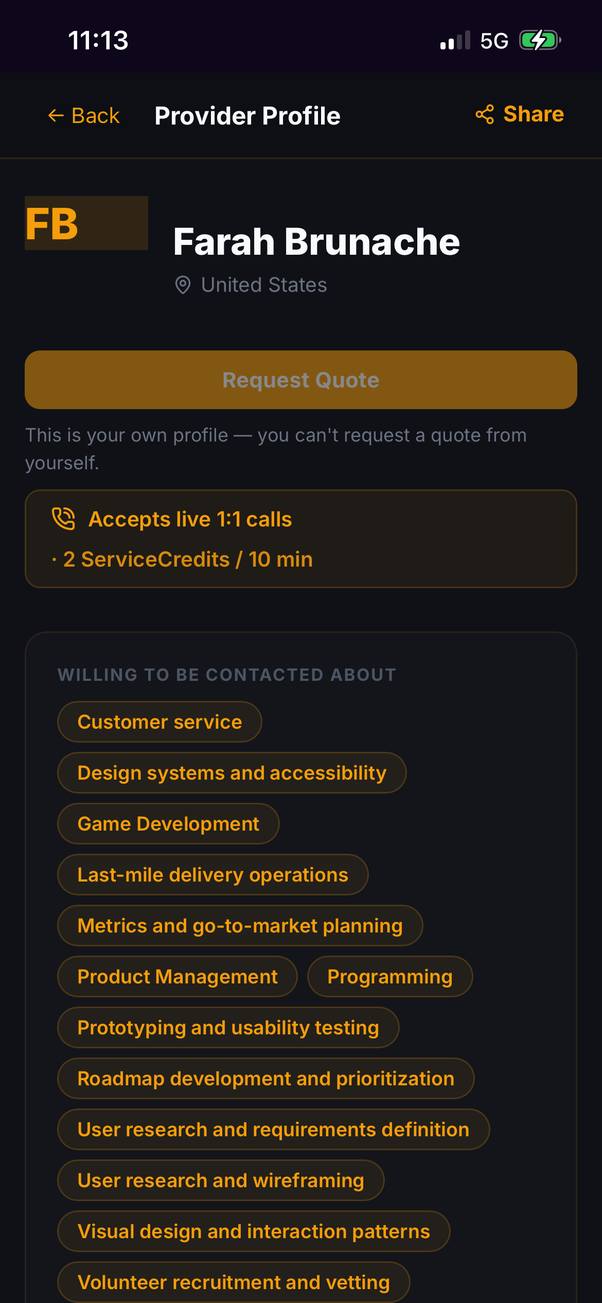 11:13
5G
← Back
Provider Profile
Share
FB
Farah Brunache
United States
Request Quote
This is your own profile — you can't request a quote from
yourself.
Accepts live 1:1 calls
· 2 ServiceCredits / 10 min
WILLING TO BE CONTACTED ABOUT
Customer service
Design systems and accessibility
Game Development
Last-mile delivery operations
Metrics and go-to-market planning
Product Management
Programming
Prototyping and usability testing
Roadmap development and prioritization
User research and requirements definition
User research and wireframing
Visual design and interaction patterns
Volunteer recruitment and vetting